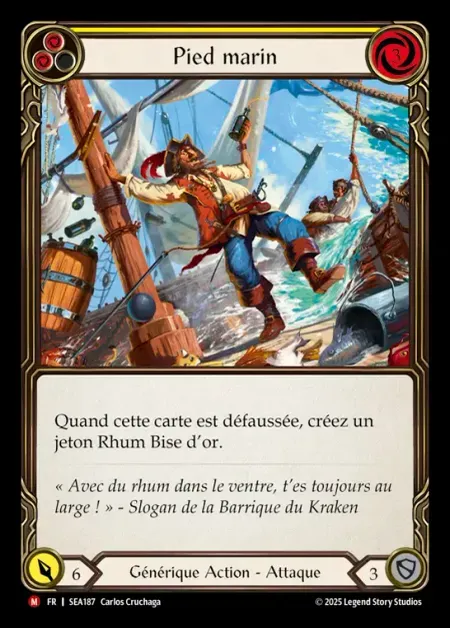 Pied marin
3
Quand cette carte est défaussée, créez un
jeton Rhum Bise d'or.
« Avec du rhum dans le ventre, t'es toujours au
large ! » - Slogan de la Barrique du Kraken
6
Générique Action - Attaque
3
M FR | SEA187 Carlos Cruchaga
© 2025 Legend Story Studios